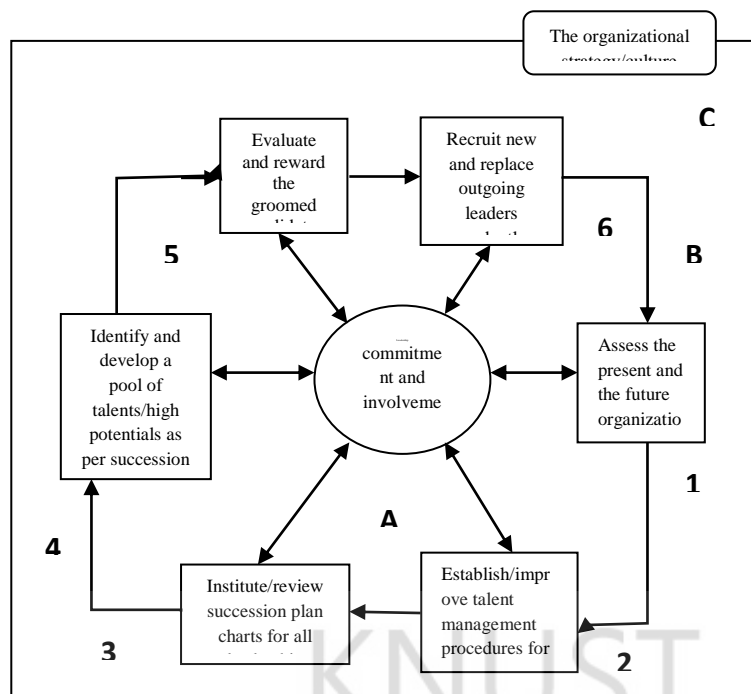 The organizational
strategy/culture
C
Evaluate
and reward
the
groomed
Recruit new
and replace
outgoing
leaders
5
6
B
Identify and
develop a
pool of
talents/high
potentials as
per succession
commitme
nt and
involveme
Assess the
present and
the future
organizatio
1
A
4
Institute/review
succession plan
charts for all
Establish/impr
ove talent
management
procedures for
3
2
KNUST